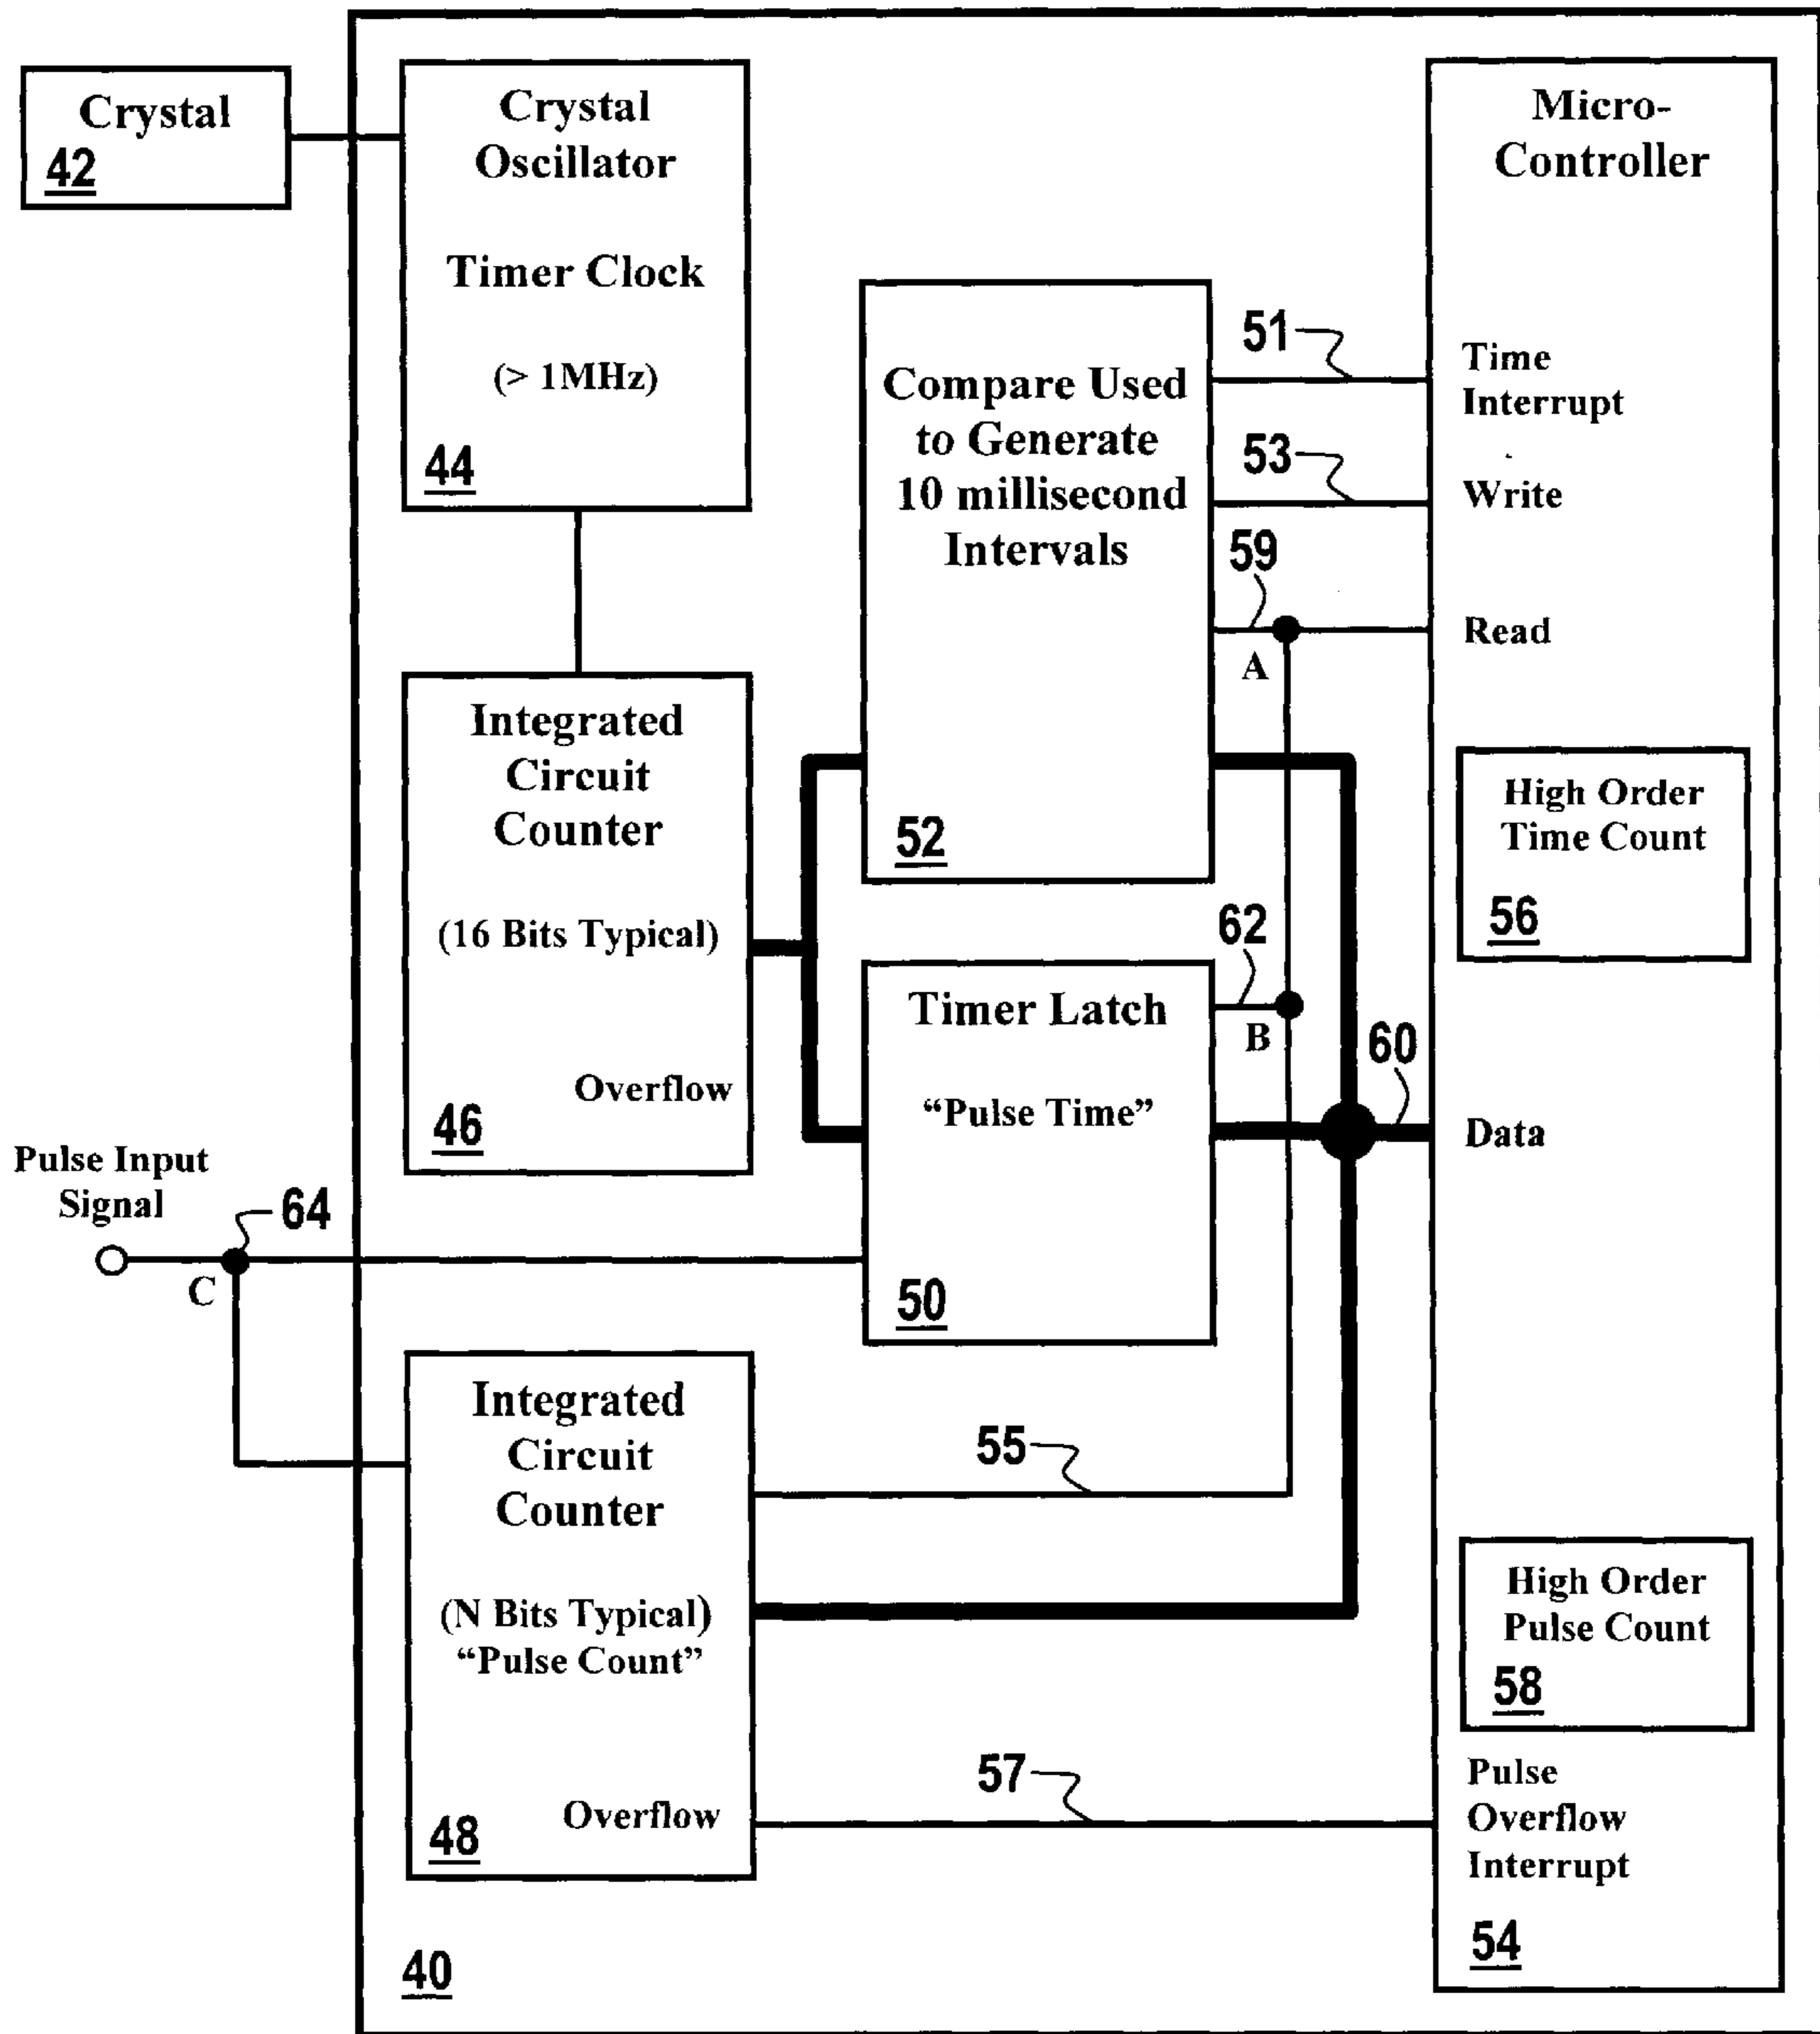 Crystal
42
Crystal
Oscillator
Timer Clock
(> 1MHz)
44
Integrated
Circuit
Counter
(16 Bits Typical)
Overflow
46
Pulse Input
Signal
64
C
Integrated
Circuit
Counter
(N Bits Typical)
“Pulse Count”
Overflow
48
40
Compare Used
to Generate
10 millisecond
Intervals
52
Timer Latch
“Pulse Time”
50
51
53
59
A
62
B
60
55
57
Micro-
Controller
Time
Interrupt
Write
Read
High Order
Time Count
56
Data
High Order
Pulse Count
58
Pulse
Overflow
Interrupt
54